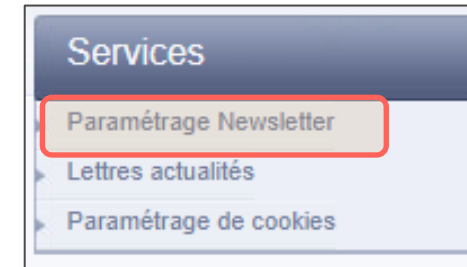 Services
Paramétrage Newsletter
Lettres actualités
Paramétrage de cookies